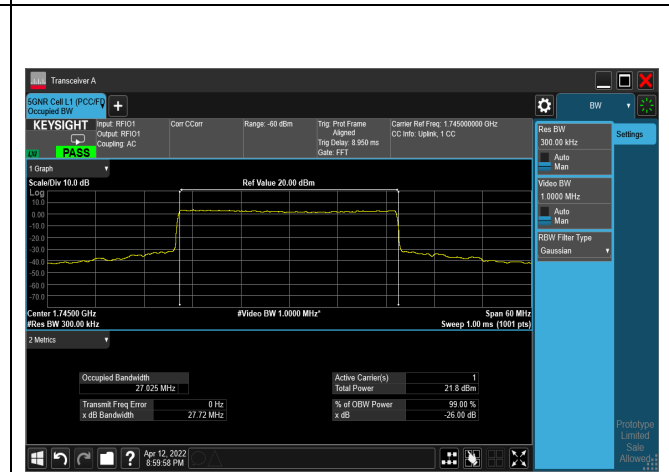 Transceiver A
5GNR Cell L1 (PCC/FD
Occupied BW
BW
KEYSIGHT
LXI
PASS
Input: RFIO1
Output: RFIO1
Coupling: AC
Corr CCorr
Range: -60 dBm
Trig: Prot Frame
Aligned
Trig Delay: 8.950 ms
Gate: FFT
Carrier Ref Freq: 1.745000000 GHz
CC Info: Uplink, 1 CC
Res BW
300.00 kHz
Auto
Man
Video BW
1.0000 MHz
Auto
Man
RBW Filter Type
Gaussian
Settings
1 Graph
Scale/Div 10.0 dB
Ref Value 20.00 dBm
Log
10.0
0.00
-10.0
-20.0
-30.0
-40.0
-50.0
-60.0
-70.0
Center 1.74500 GHz
#Video BW 1.0000 MHz*
Span 60 MHz
#Res BW 300.00 kHz
Sweep 1.00 ms (1001 pts)
2 Metrics
Occupied Bandwidth
27.025 MHz
Active Carrier(s) 1
Total Power 21.8 dBm
Transmit Freq Error 0 Hz
x dB Bandwidth 27.72 MHz
% of OBW Power 99.00 %
x dB -26.00 dB
Prototype
Limited
Sale
Allowed
Apr 12, 2022
8:59:58 PM